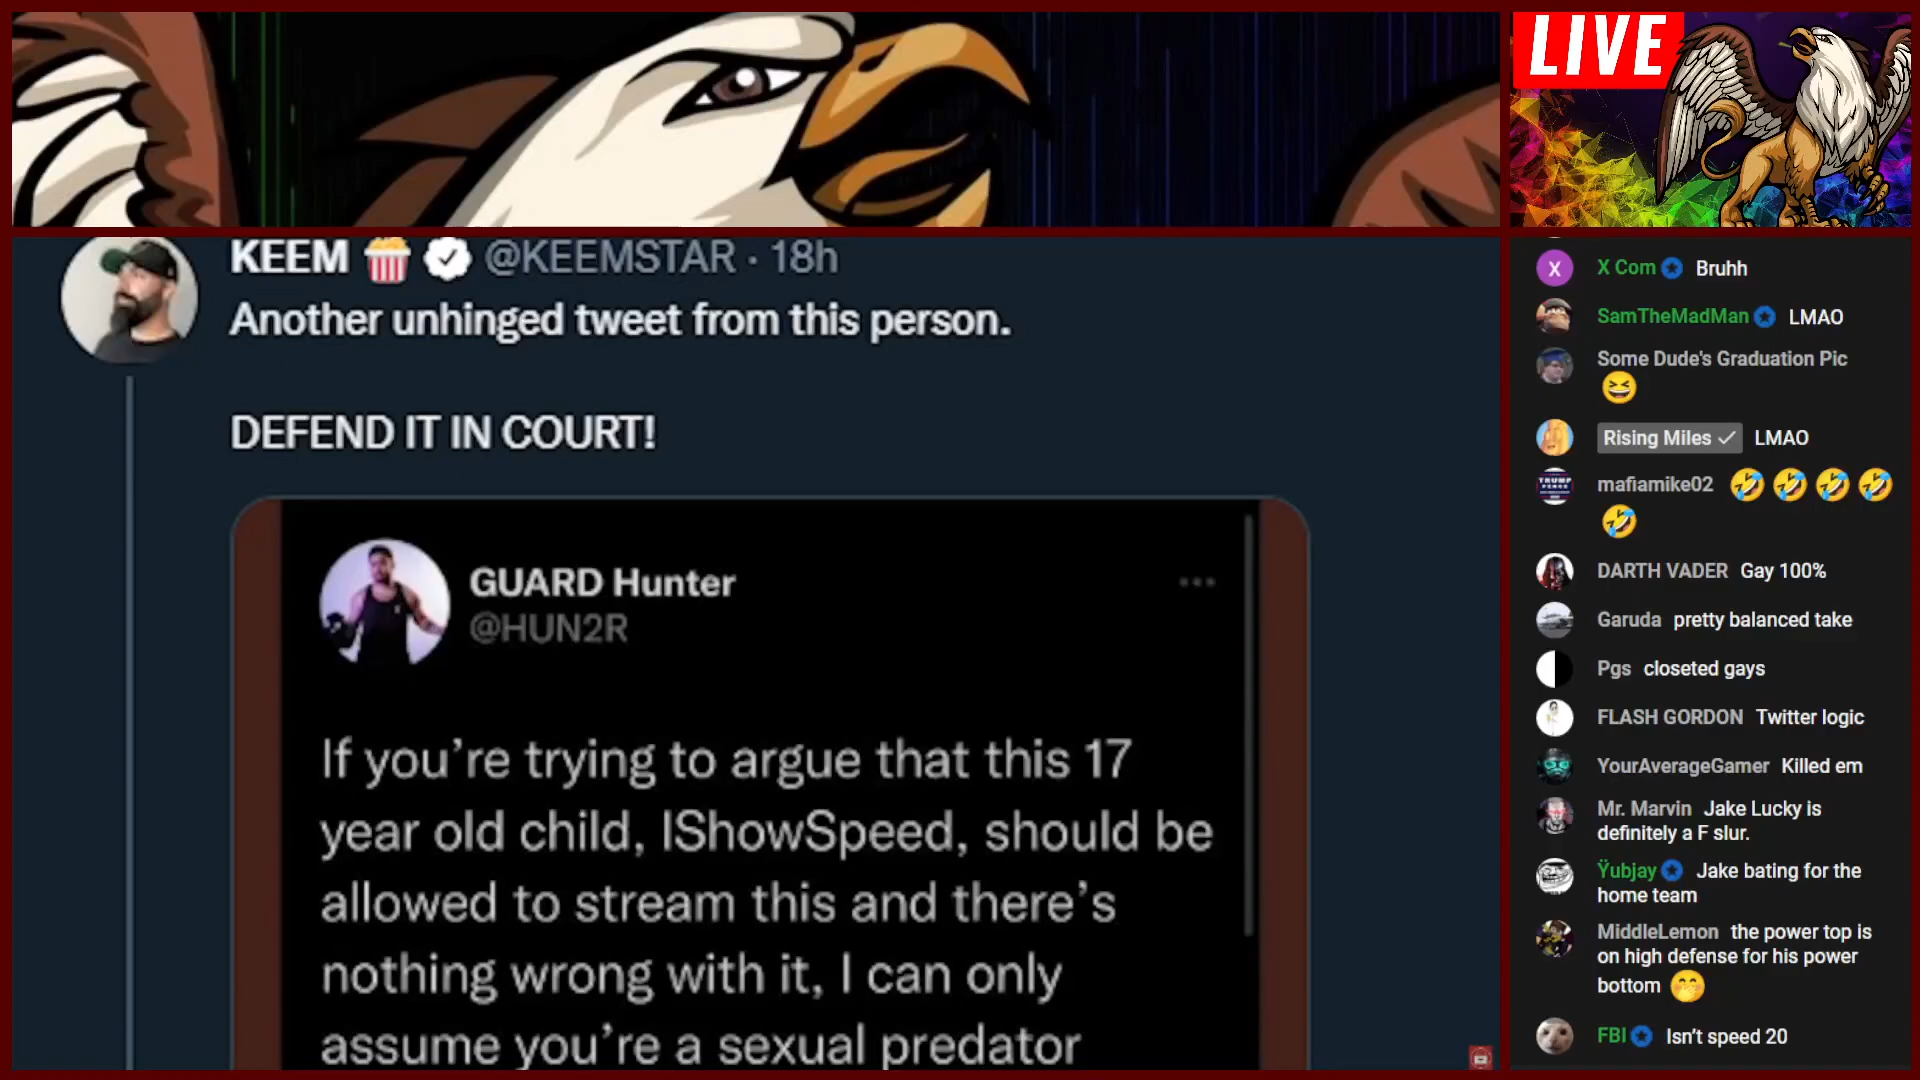 LIVE
KEEM @KEEMSTAR · 18h
Another unhinged tweet from this person.
DEFEND IT IN COURT!
GUARD Hunter
@HUN2R
If you're trying to argue that this 17
year old child, IShowSpeed, should be
allowed to stream this and there's
nothing wrong with it, I can only
assume you're a sexual predator
X
X Com Bruhh
SamTheMadMan LMAO
Some Dude's Graduation Pic
Rising Miles LMAO
TRUMP
PENCE
mafiamike02
DARTH VADER Gay 100%
Garuda pretty balanced take
Pgs closeted gays
FLASH GORDON Twitter logic
YourAverageGamer Killed em
Mr. Marvin Jake Lucky is
definitely a F slur.
Ÿubjay Jake bating for the
home team
MiddleLemon the power top is
on high defense for his power
bottom
FBI Isn't speed 20